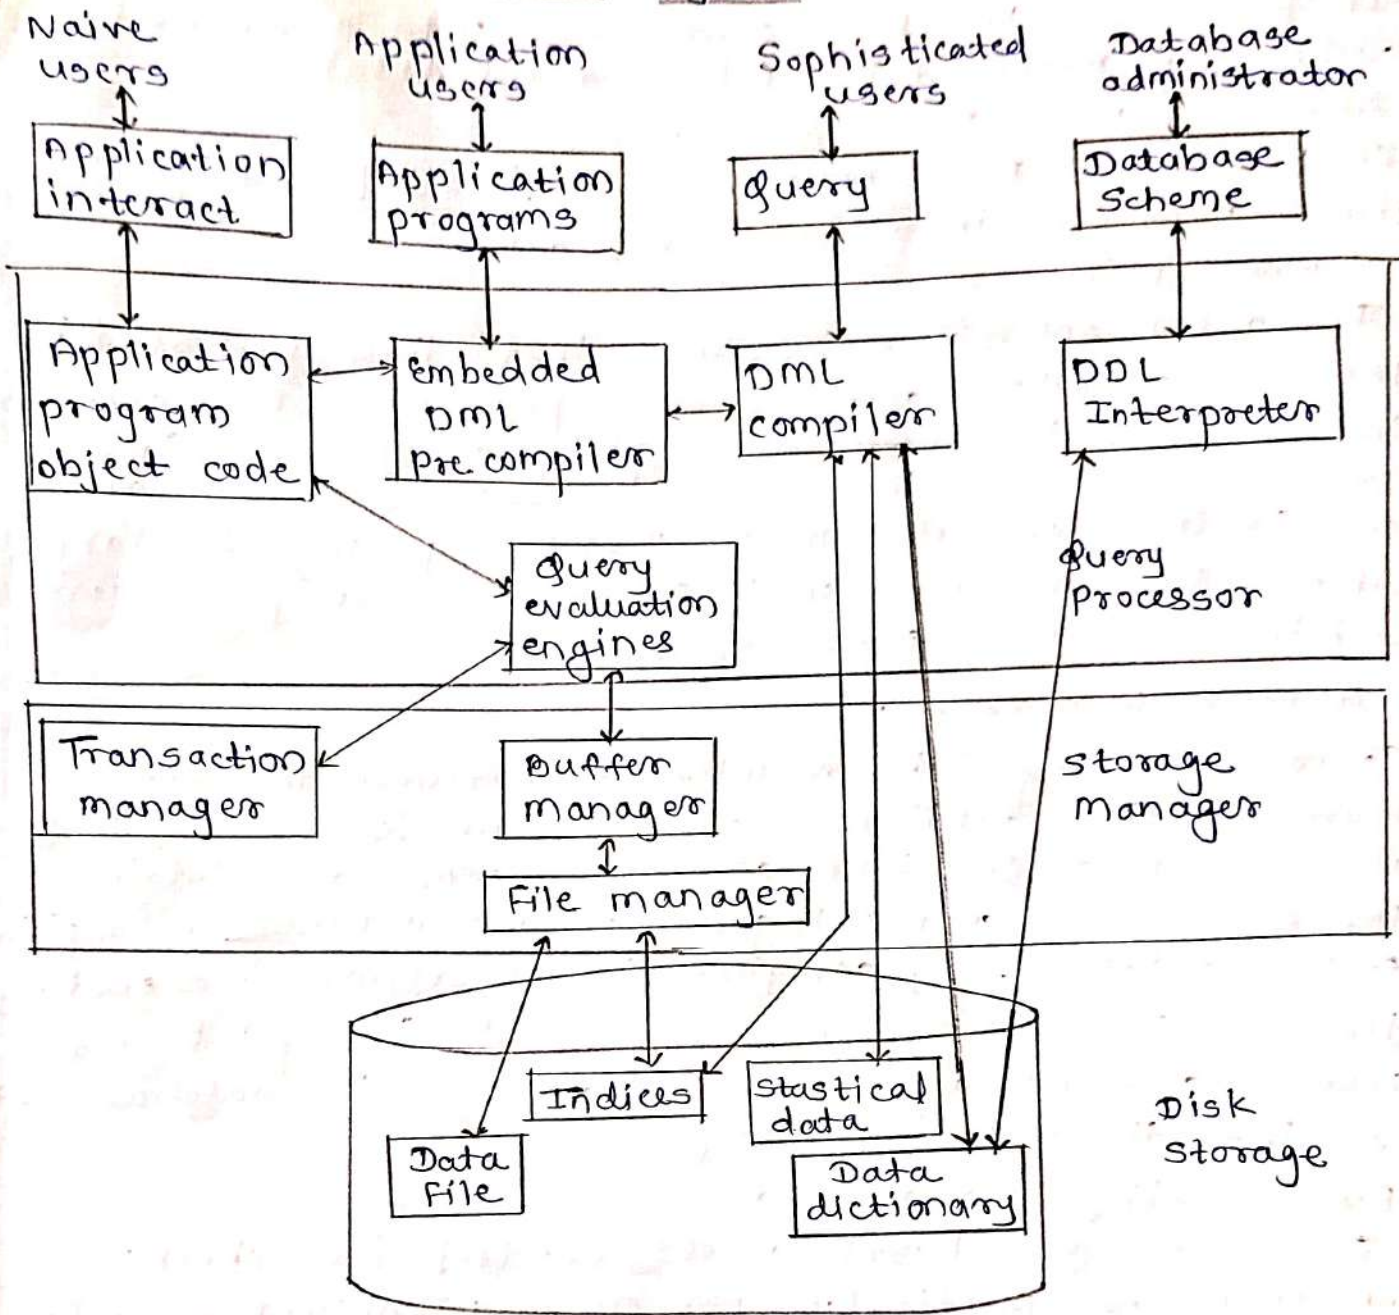 Naive
users
Application
users
Sophisticated
users
Database
administrator
Application
interact
Application
programs
Query
Database
Scheme
Application
program
object code
Embedded
DML
pre compiler
DML
compiler
DDL
Interpreter
Query
evaluation
engines
Query
Processor
Transaction
manager
Buffer
manager
File manager
Storage
Manager
Indices
Stastical
data
Data
File
Data
dictionary
Disk
Storage